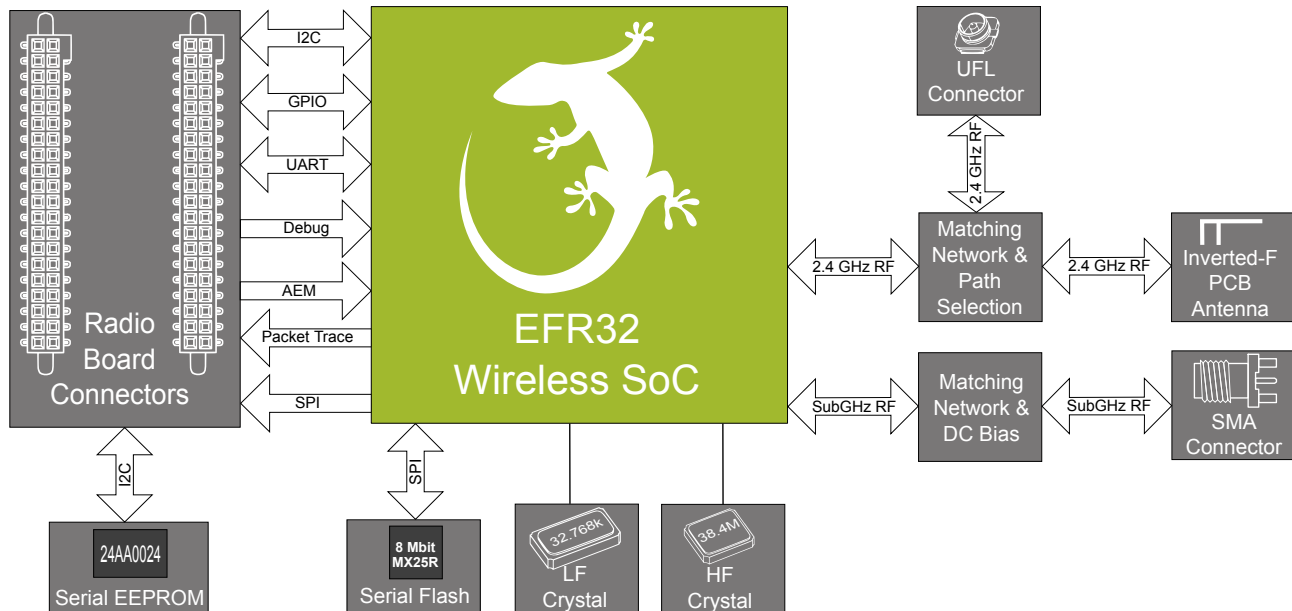 I2C
GPIO
UART
Debug
AEM
Packet Trace
SPI
Radio
Board
Connectors
EFR32
Wireless SoC
UFL
Connector
2.4 GHz RF
2.4 GHz RF
Matching
Network &
Path
Selection
2.4 GHz RF
Inverted-F
PCB
Antenna
SubGHz RF
Matching
Network &
DC Bias
SubGHz RF
SMA
Connector
I2C
24AA0024
Serial EEPROM
SPI
8 Mbit
MX25R
Serial Flash
32.768k
LF
Crystal
38.4M
HF
Crystal